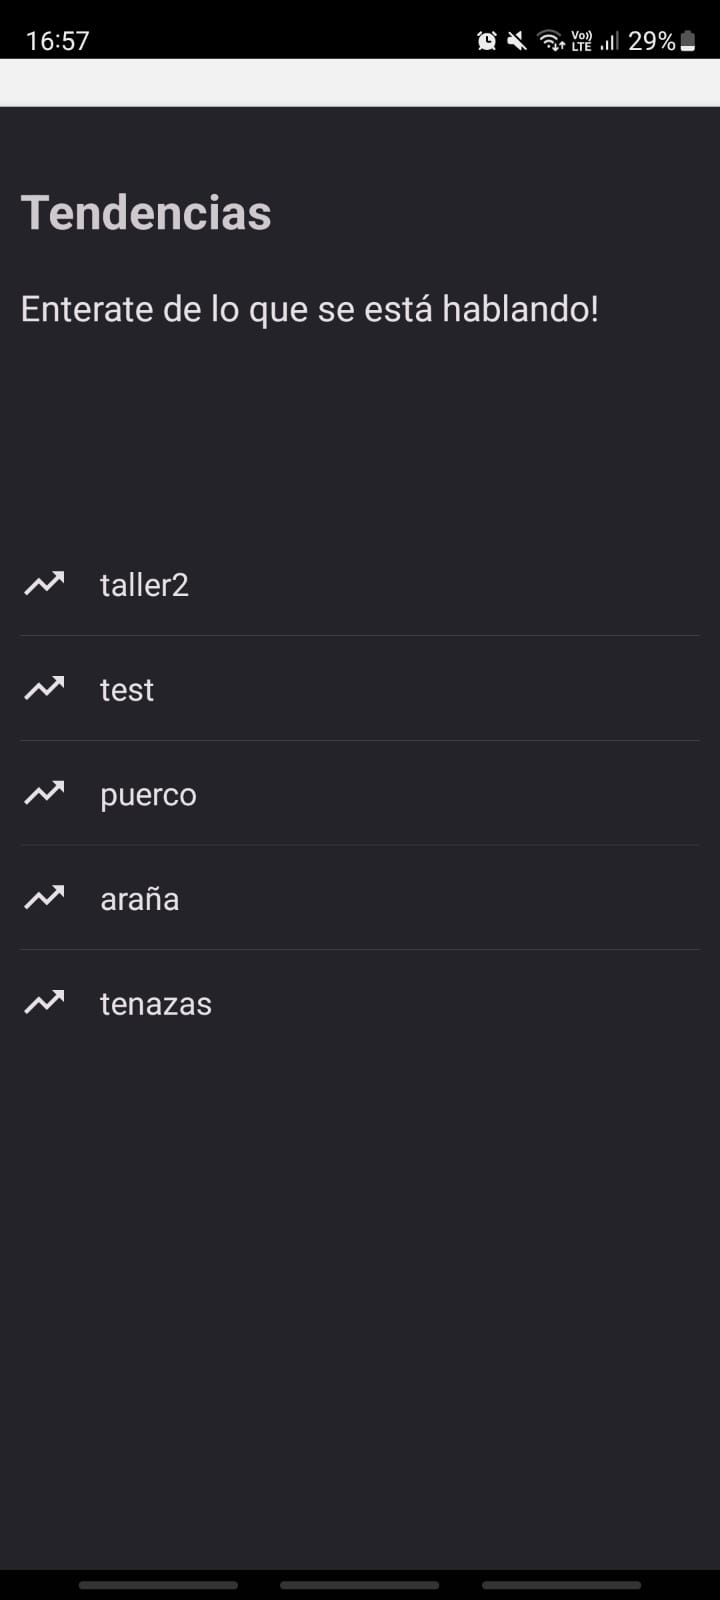 16:57 Vo)) LTE 29%
Tendencias
Enterate de lo que se está hablando!
taller2
test
puerco
araña
tenazas